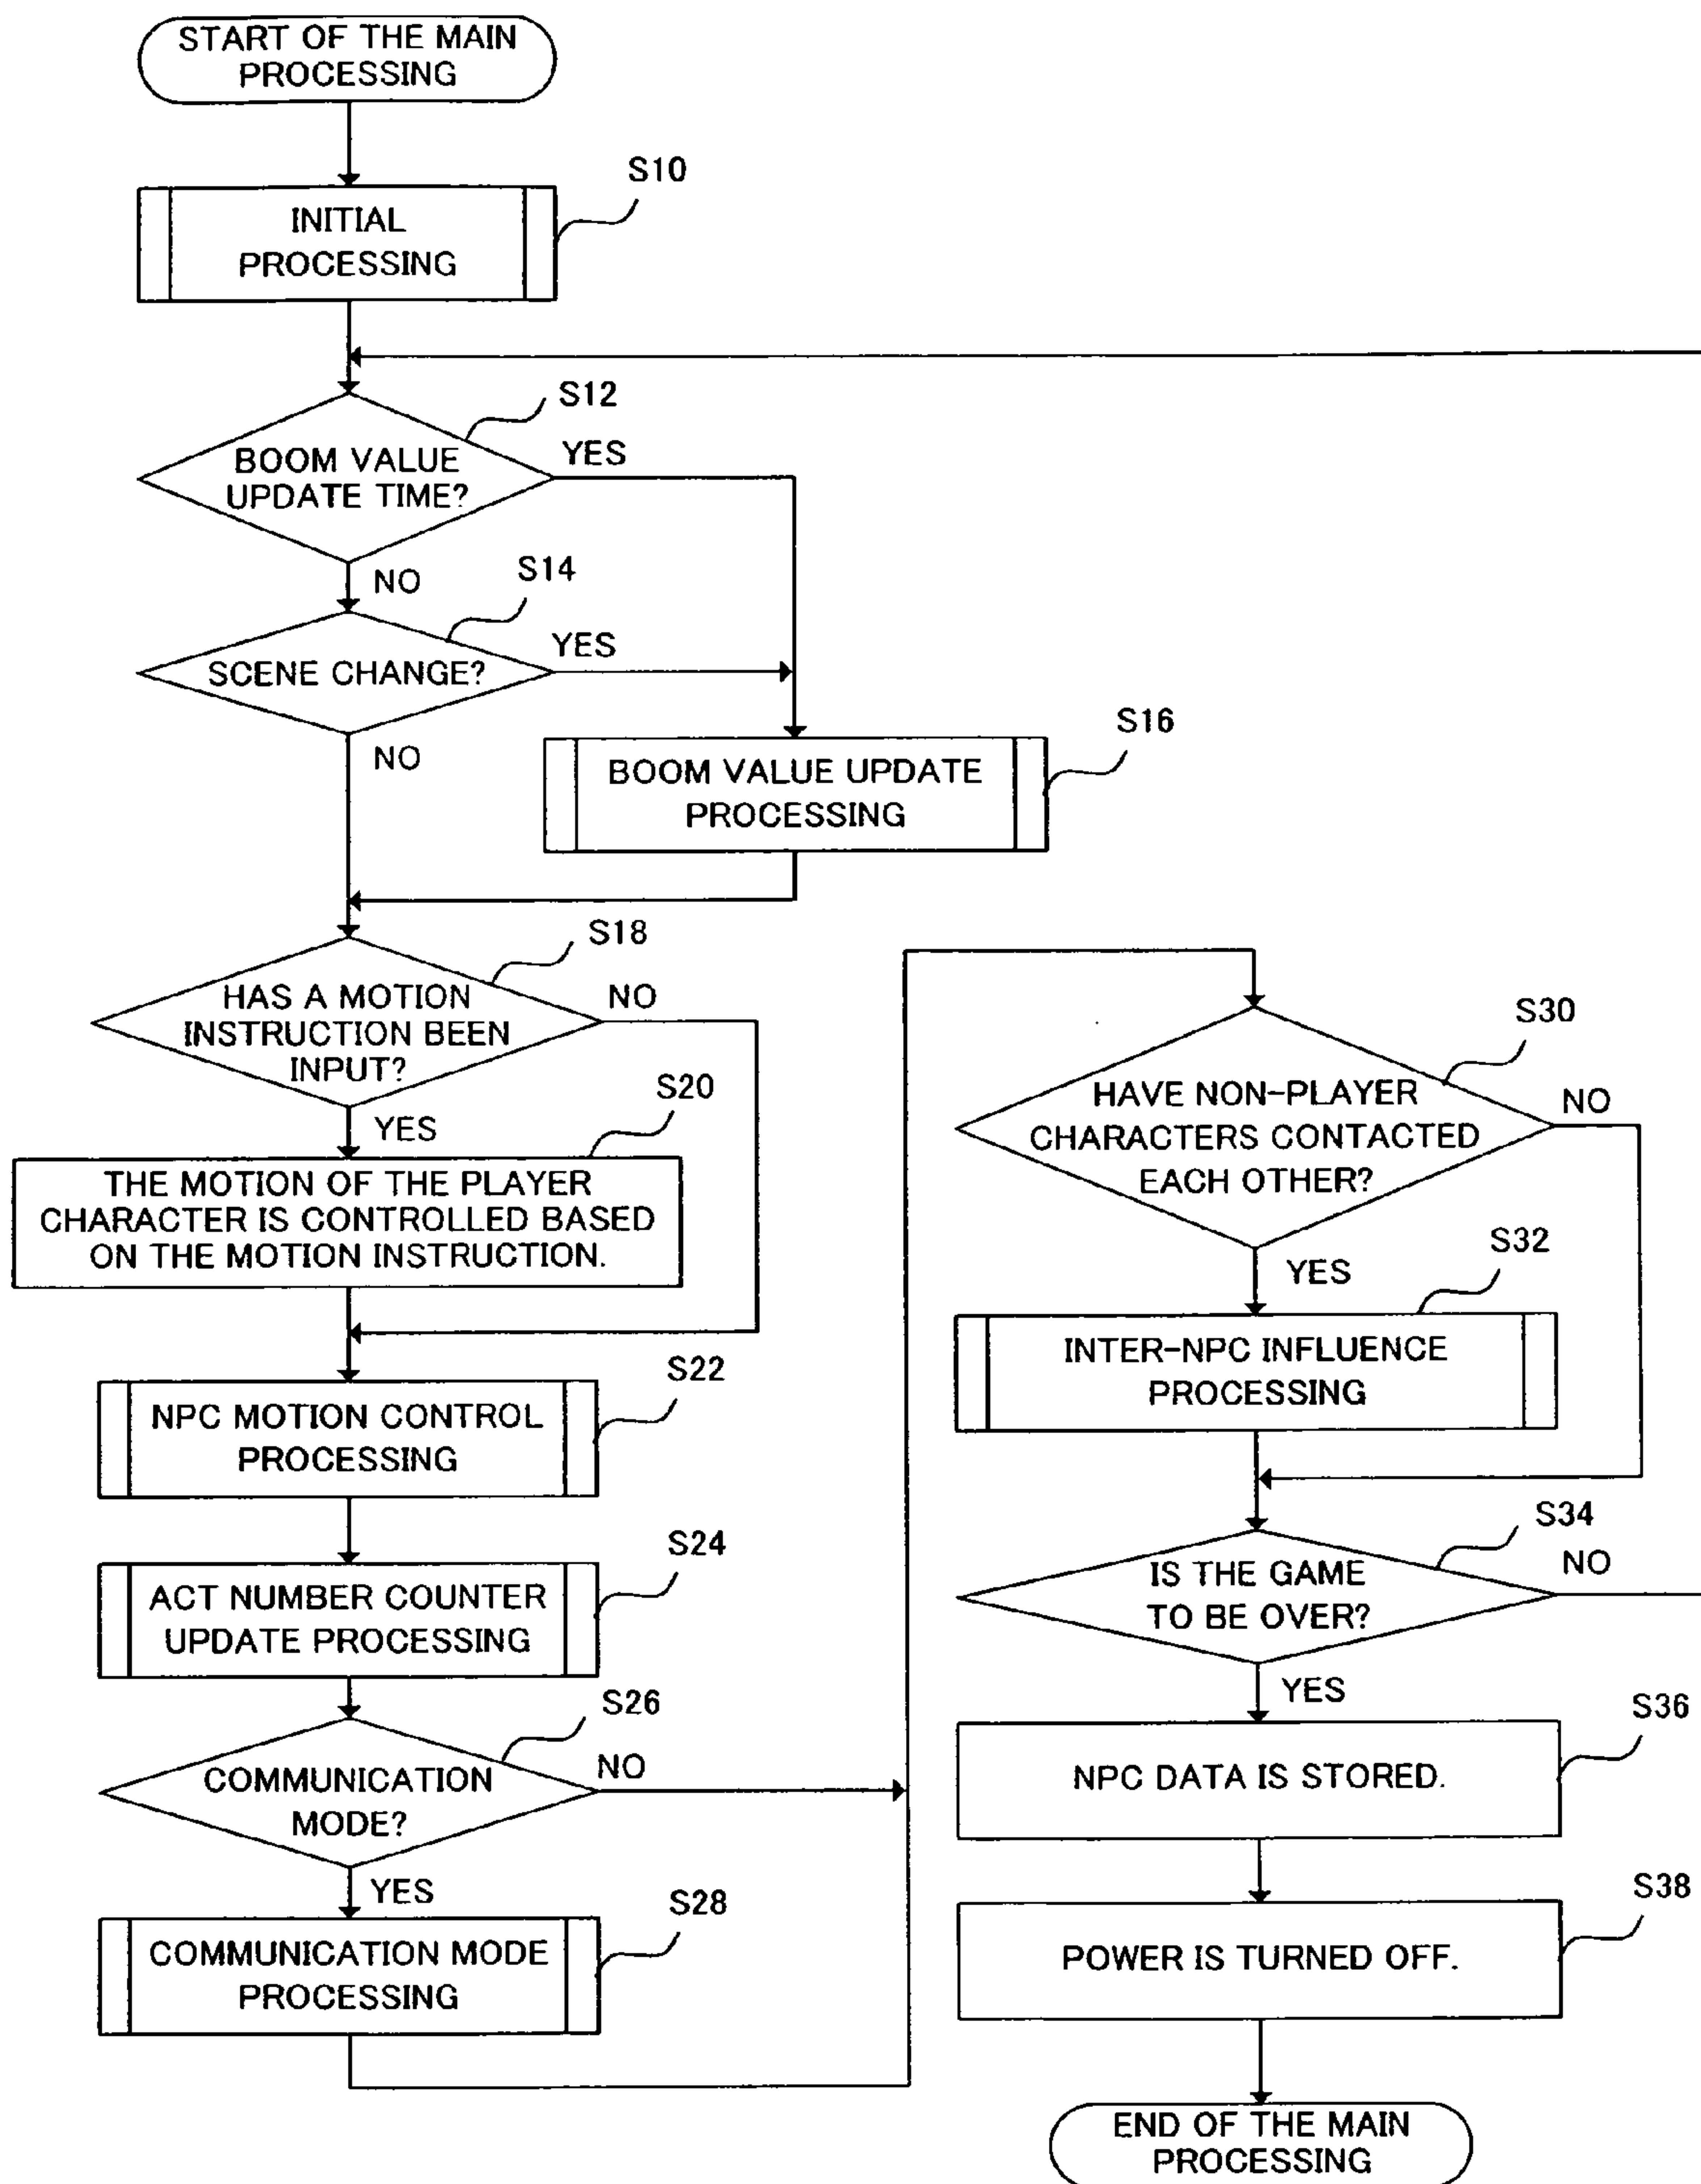 START OF THE MAIN
PROCESSING
S10
INITIAL
PROCESSING
S12
BOOM VALUE
UPDATE TIME?
YES
NO
S14
SCENE CHANGE?
YES
NO
S16
BOOM VALUE UPDATE
PROCESSING
S18
HAS A MOTION
INSTRUCTION BEEN
INPUT?
NO
YES
S20
THE MOTION OF THE PLAYER
CHARACTER IS CONTROLLED BASED
ON THE MOTION INSTRUCTION.
S22
NPC MOTION CONTROL
PROCESSING
S24
ACT NUMBER COUNTER
UPDATE PROCESSING
S26
COMMUNICATION
MODE?
NO
YES
S28
COMMUNICATION MODE
PROCESSING
S30
HAVE NON-PLAYER
CHARACTERS CONTACTED
EACH OTHER?
NO
YES
S32
INTER-NPC INFLUENCE
PROCESSING
S34
IS THE GAME
TO BE OVER?
NO
YES
S36
NPC DATA IS STORED.
S38
POWER IS TURNED OFF.
END OF THE MAIN
PROCESSING